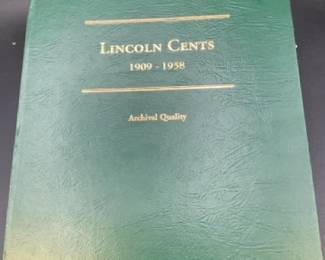 LINCOLN CENTS
1909 - 1958
Archival Quality